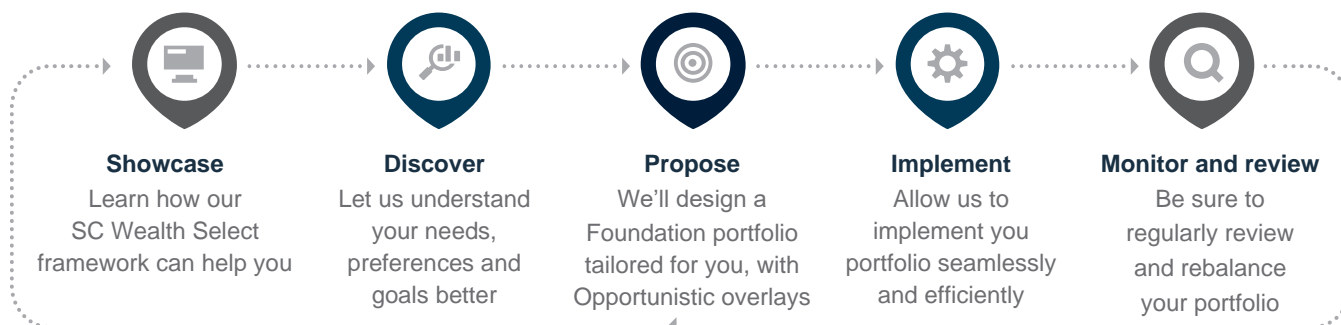 Showcase
Learn how our
SC Wealth Select
framework can help you
Discover
Let us understand
your needs,
preferences and
goals better
Propose
We’ll design a
Foundation portfolio
tailored for you, with
Opportunistic overlays
Implement
Allow us to
implement you
portfolio seamlessly
and efficiently
Monitor and review
Be sure to
regularly review
and rebalance
your portfolio